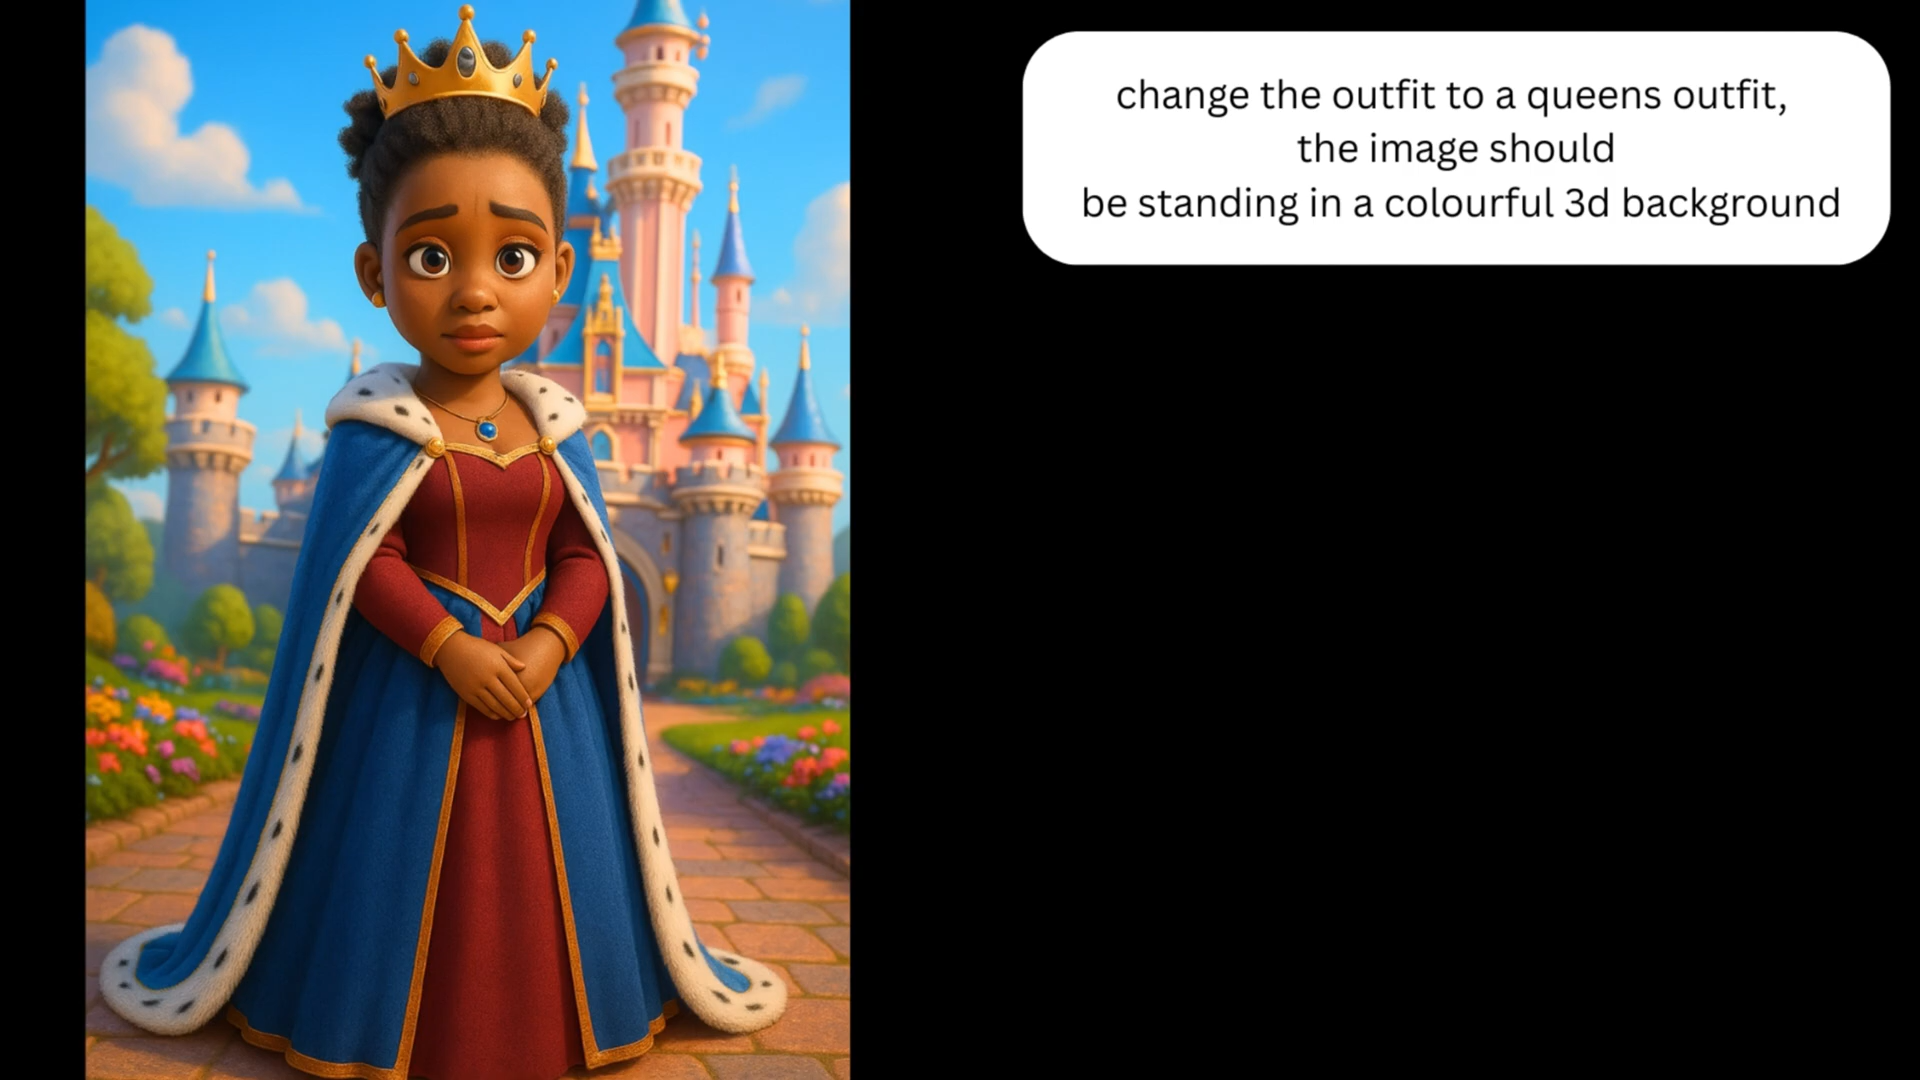 change the outfit to a queens outfit,
the image should
be standing in a colourful 3d background